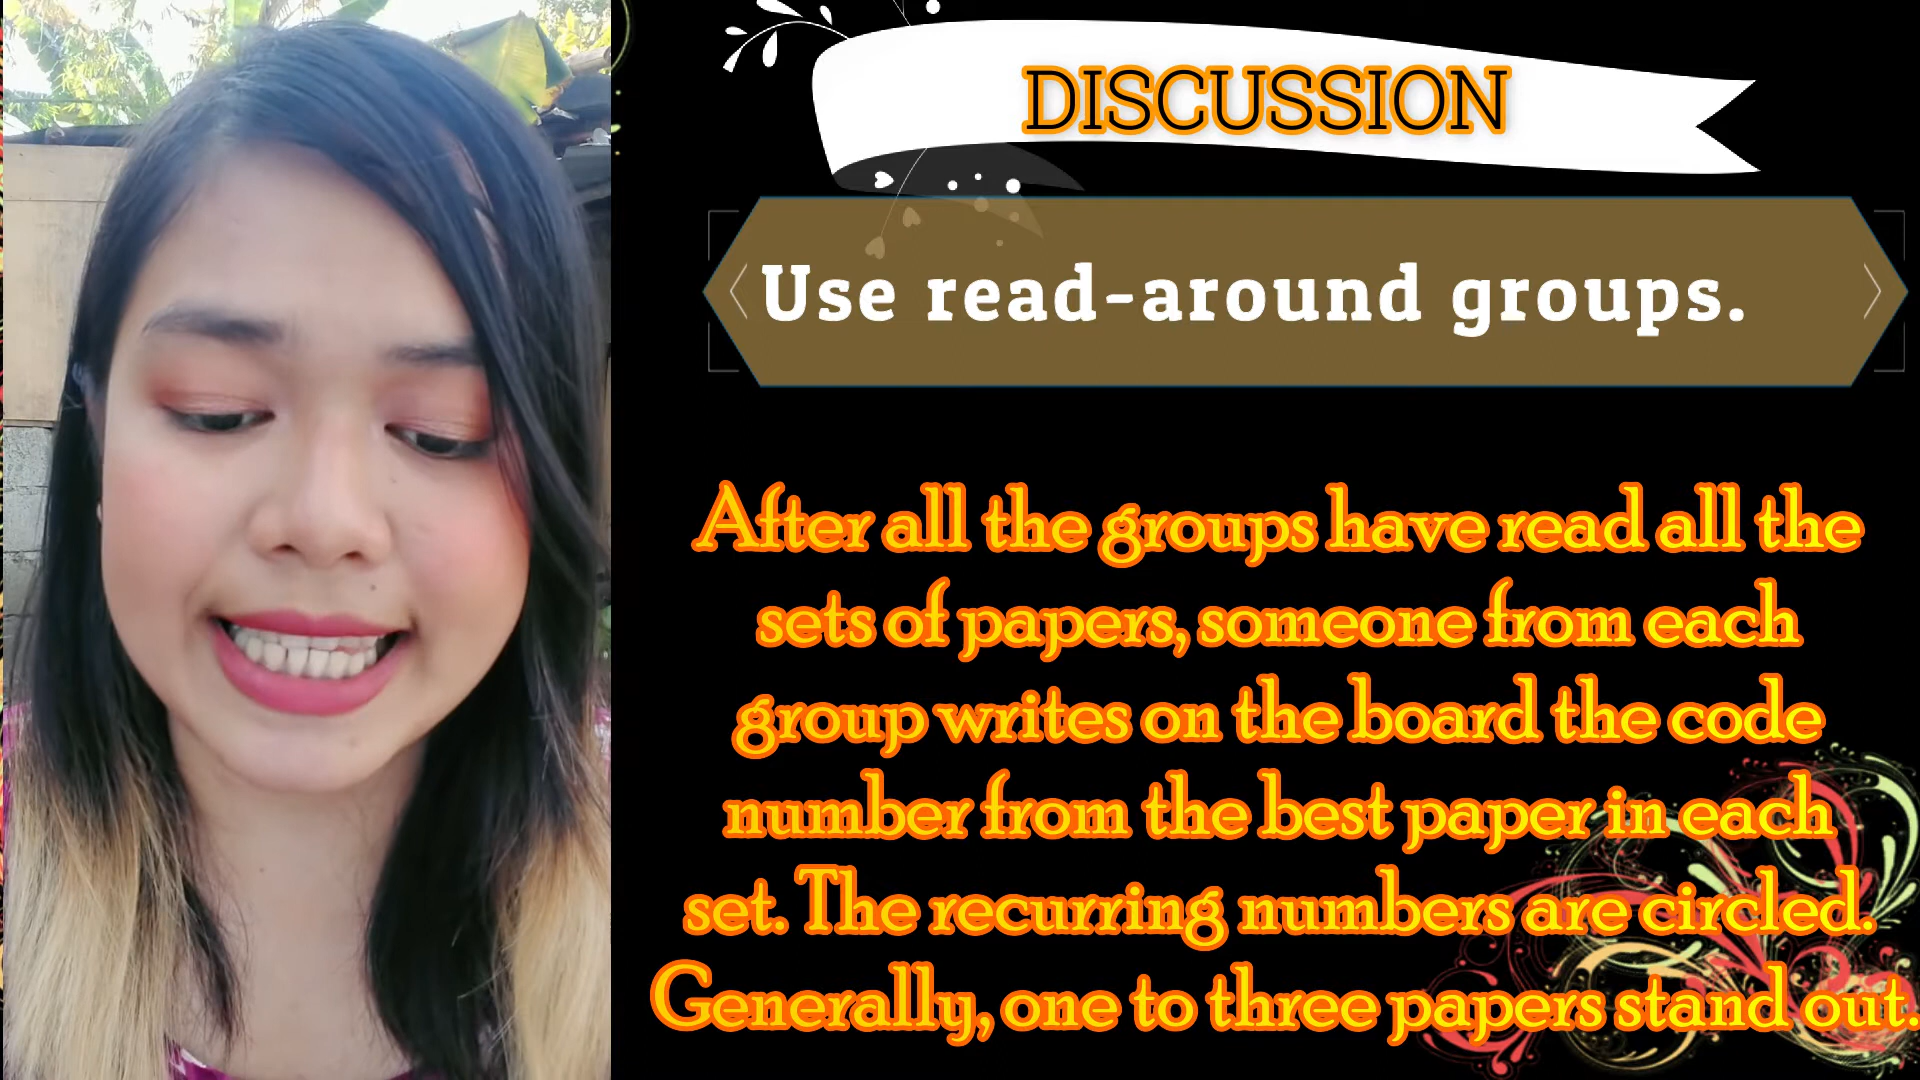 DISCUSSION
Use read-around groups.
After all the groups have read all the
sets of papers, someone from each
group writes on the board the code
number from the best paper in each
set. The recurring numbers are circled.
Generally, one to three papers stand out.